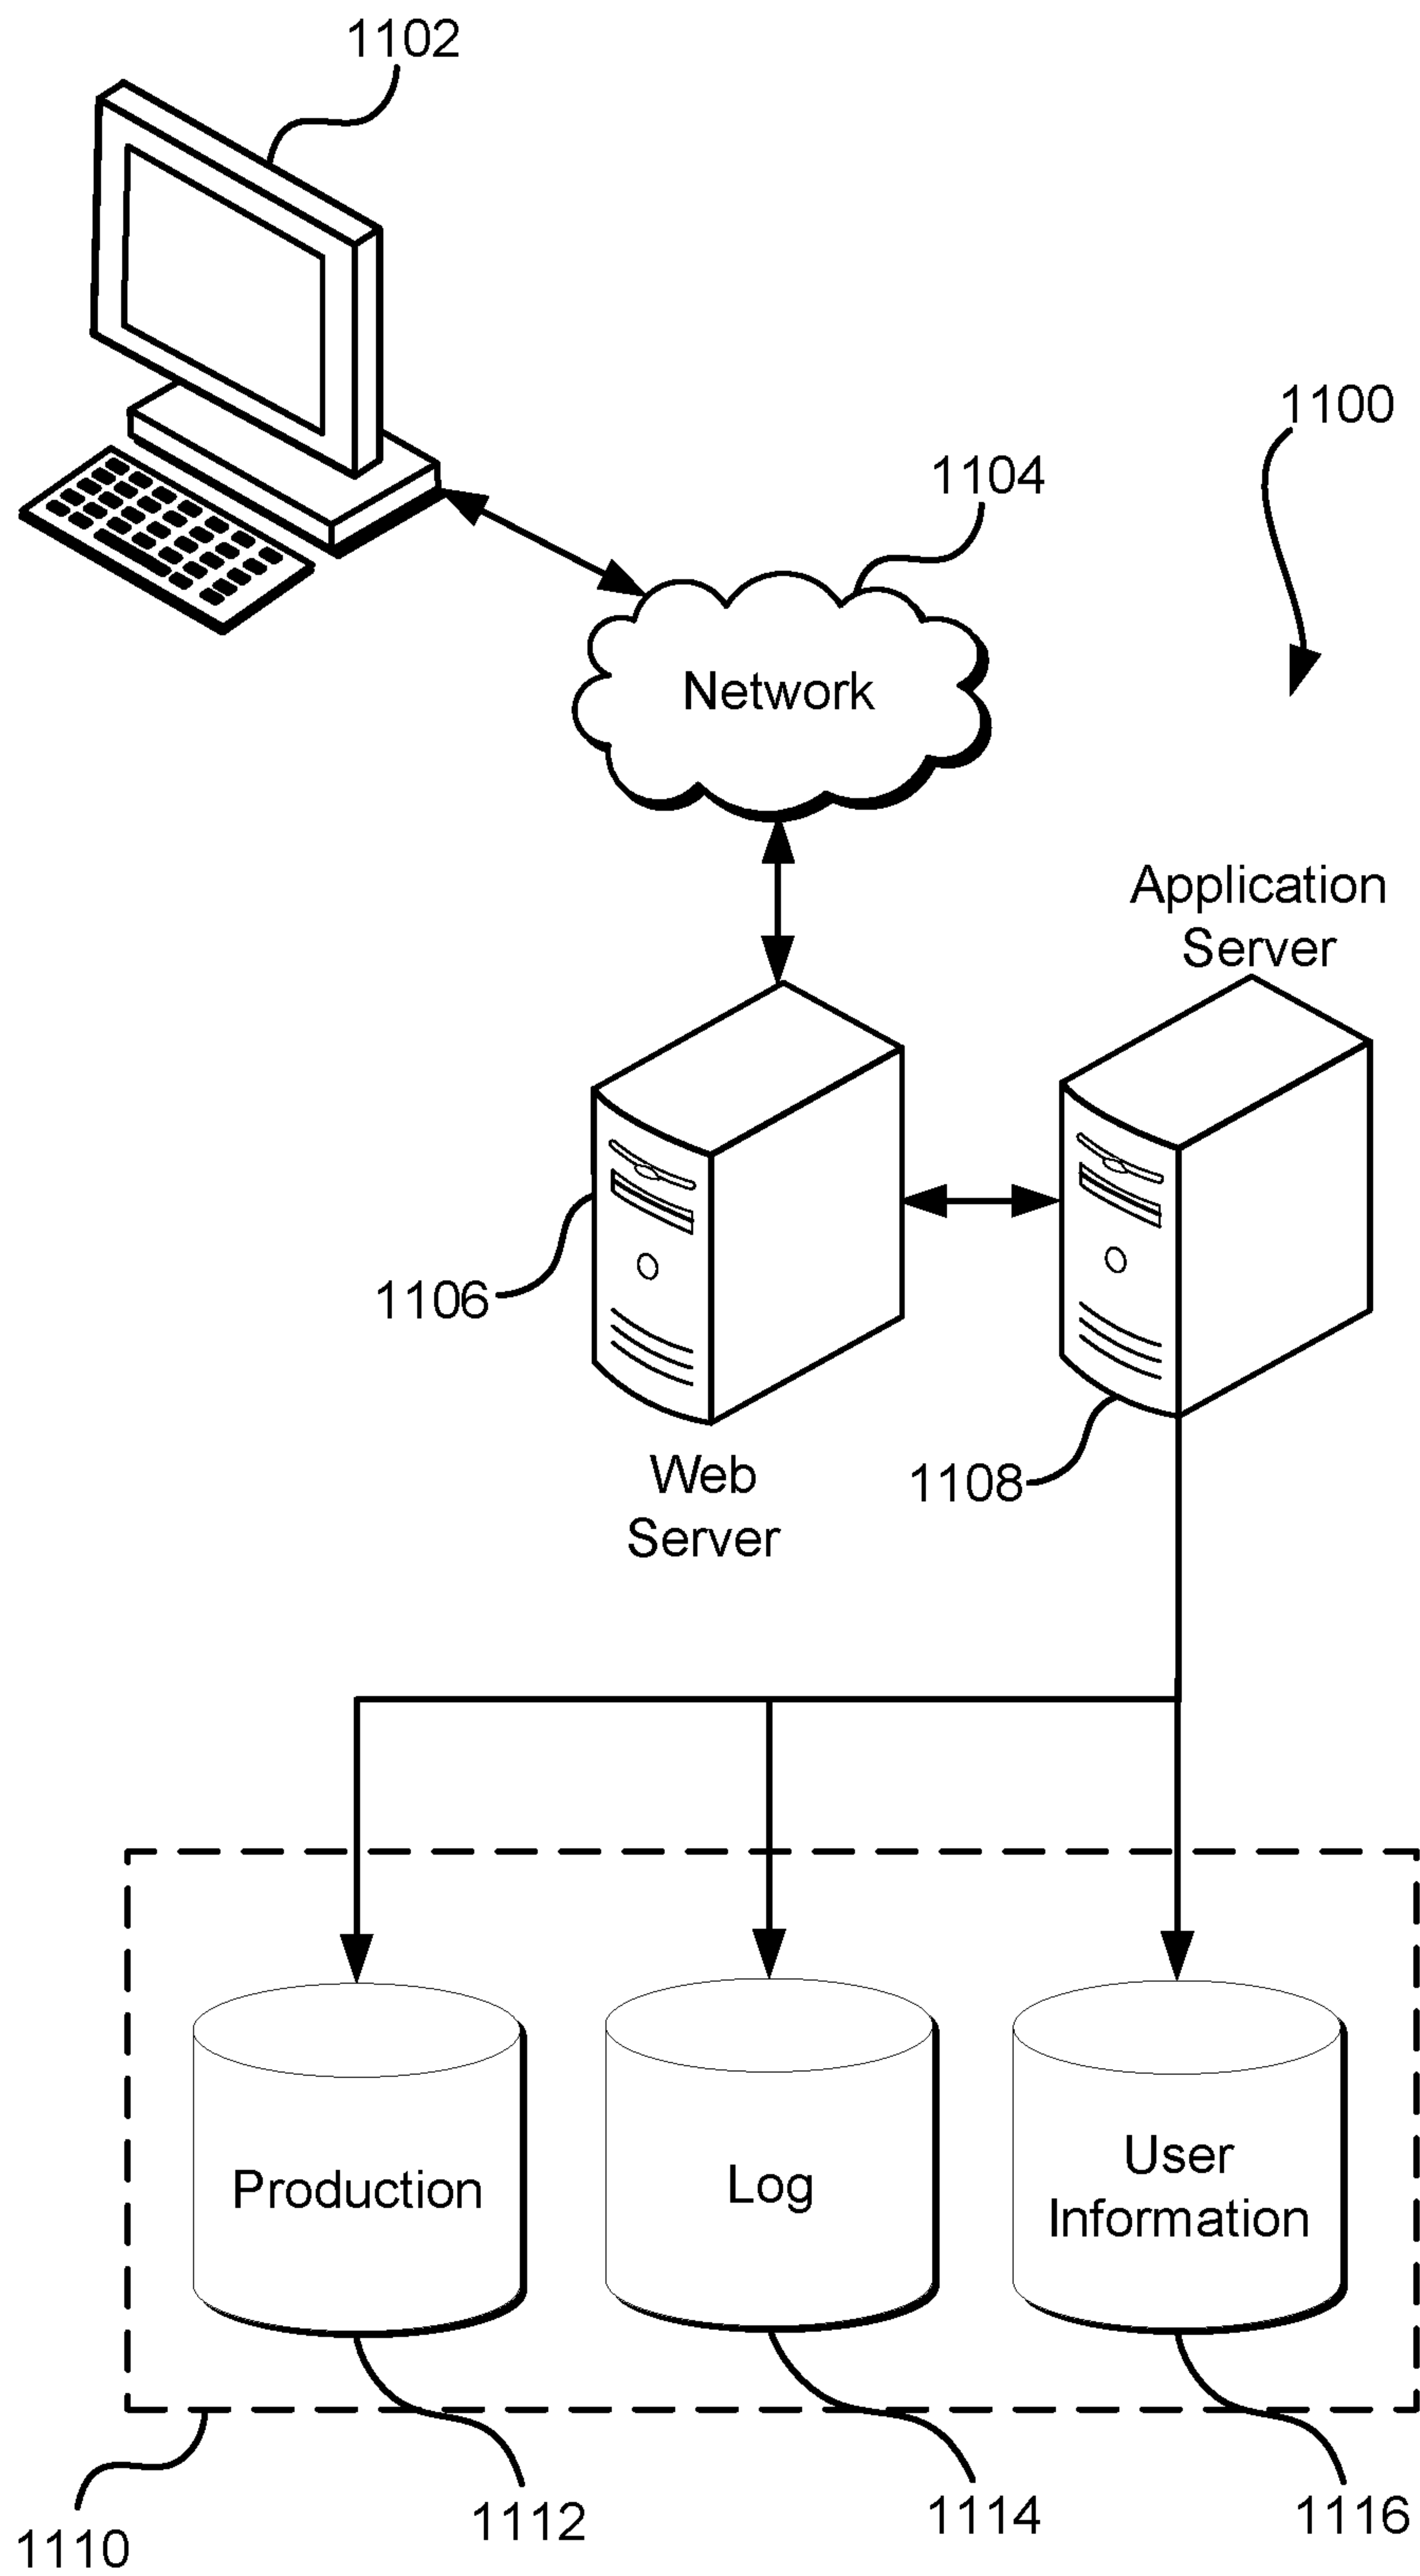 1102
1100
1104
Network
Application
Server
1106
Web
Server
1108
Production
Log
User
Information
1110
1112
1114
1116